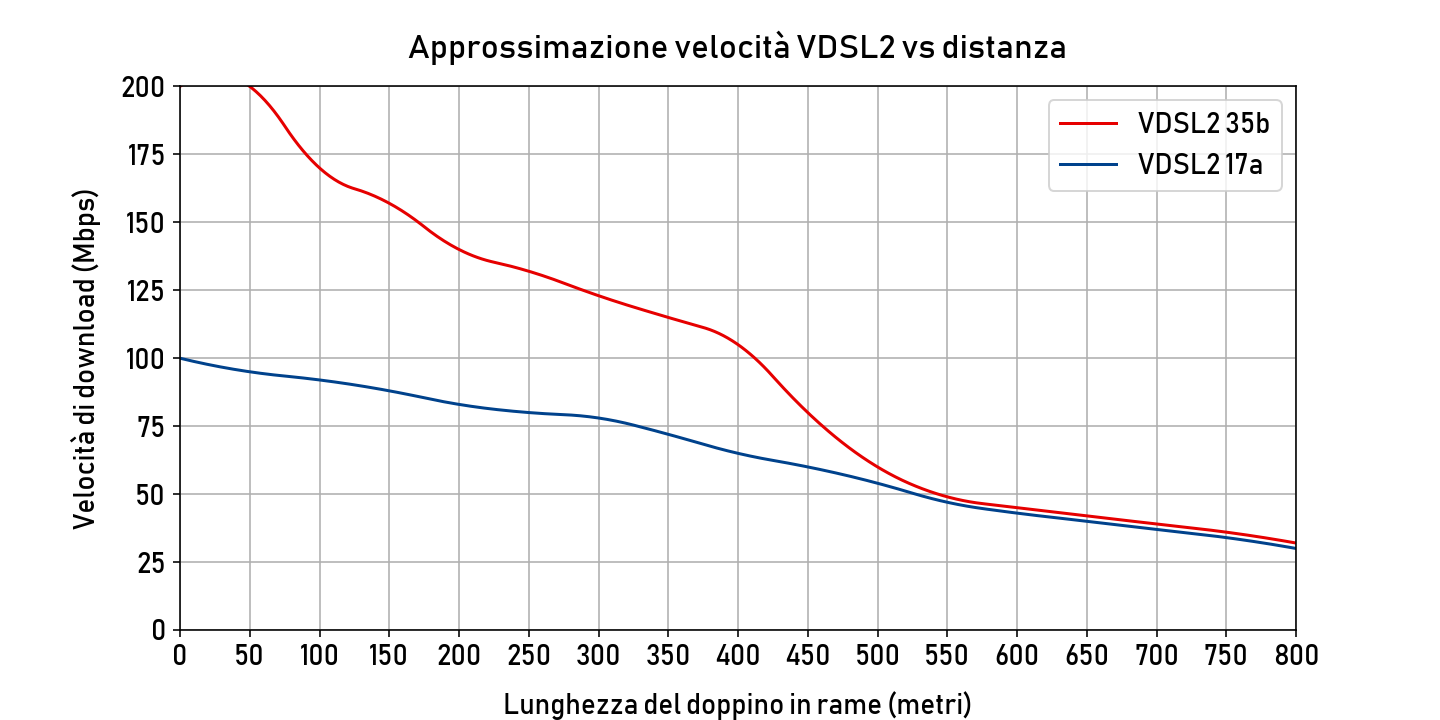 Approssimazione velocità VDSL2 vs distanza
VDSL2 35b
VDSL2 17a
Velocità di download (Mbps)
200
175
150
125
100
75
50
25
0
0 50 100 150 200 250 300 350 400 450 500 550 600 650 700 750 800
Lunghezza del doppino in rame (metri)